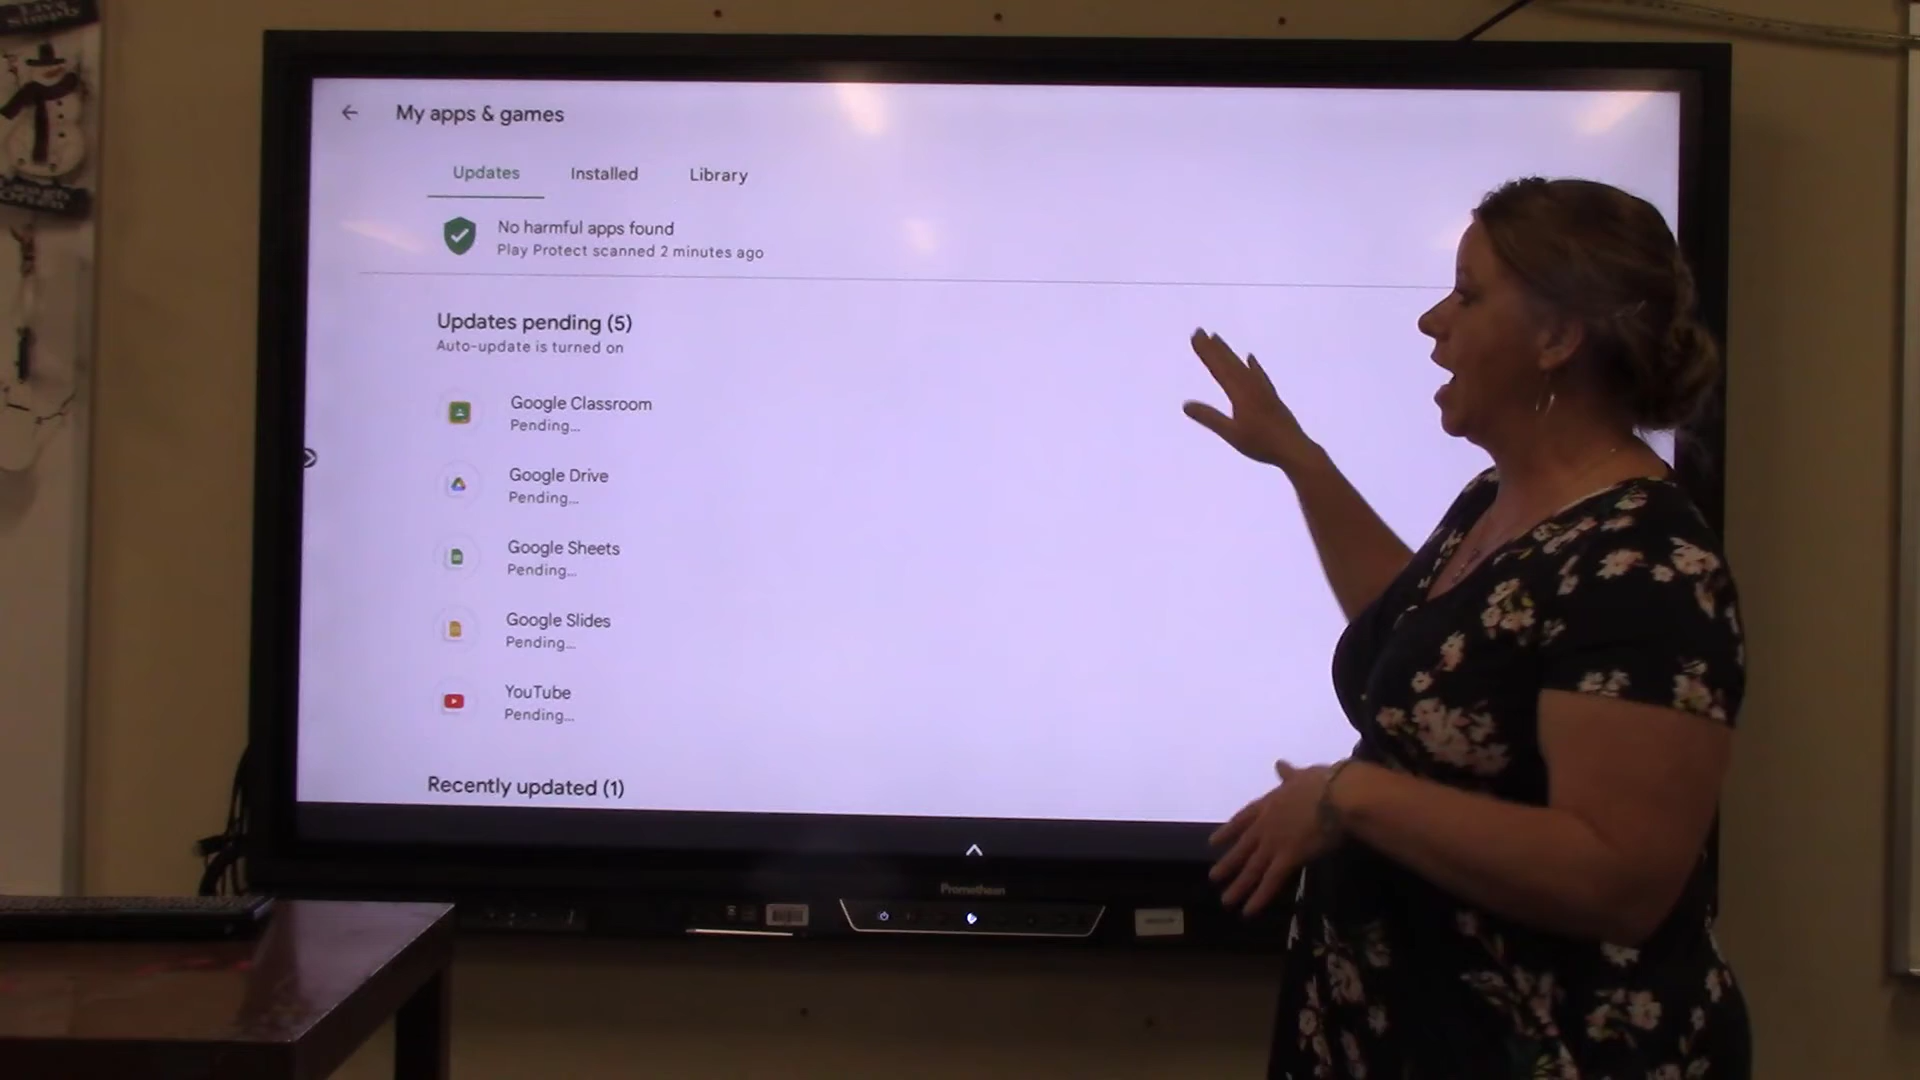 My apps & games
Updates Installed Library
No harmful apps found
Play Protect scanned 2 minutes ago
Updates pending (5)
Auto-update is turned on
Google Classroom
Pending...
Google Drive
Pending...
Google Sheets
Pending...
Google Slides
Pending...
YouTube
Pending...
Recently updated (1)
Promethean